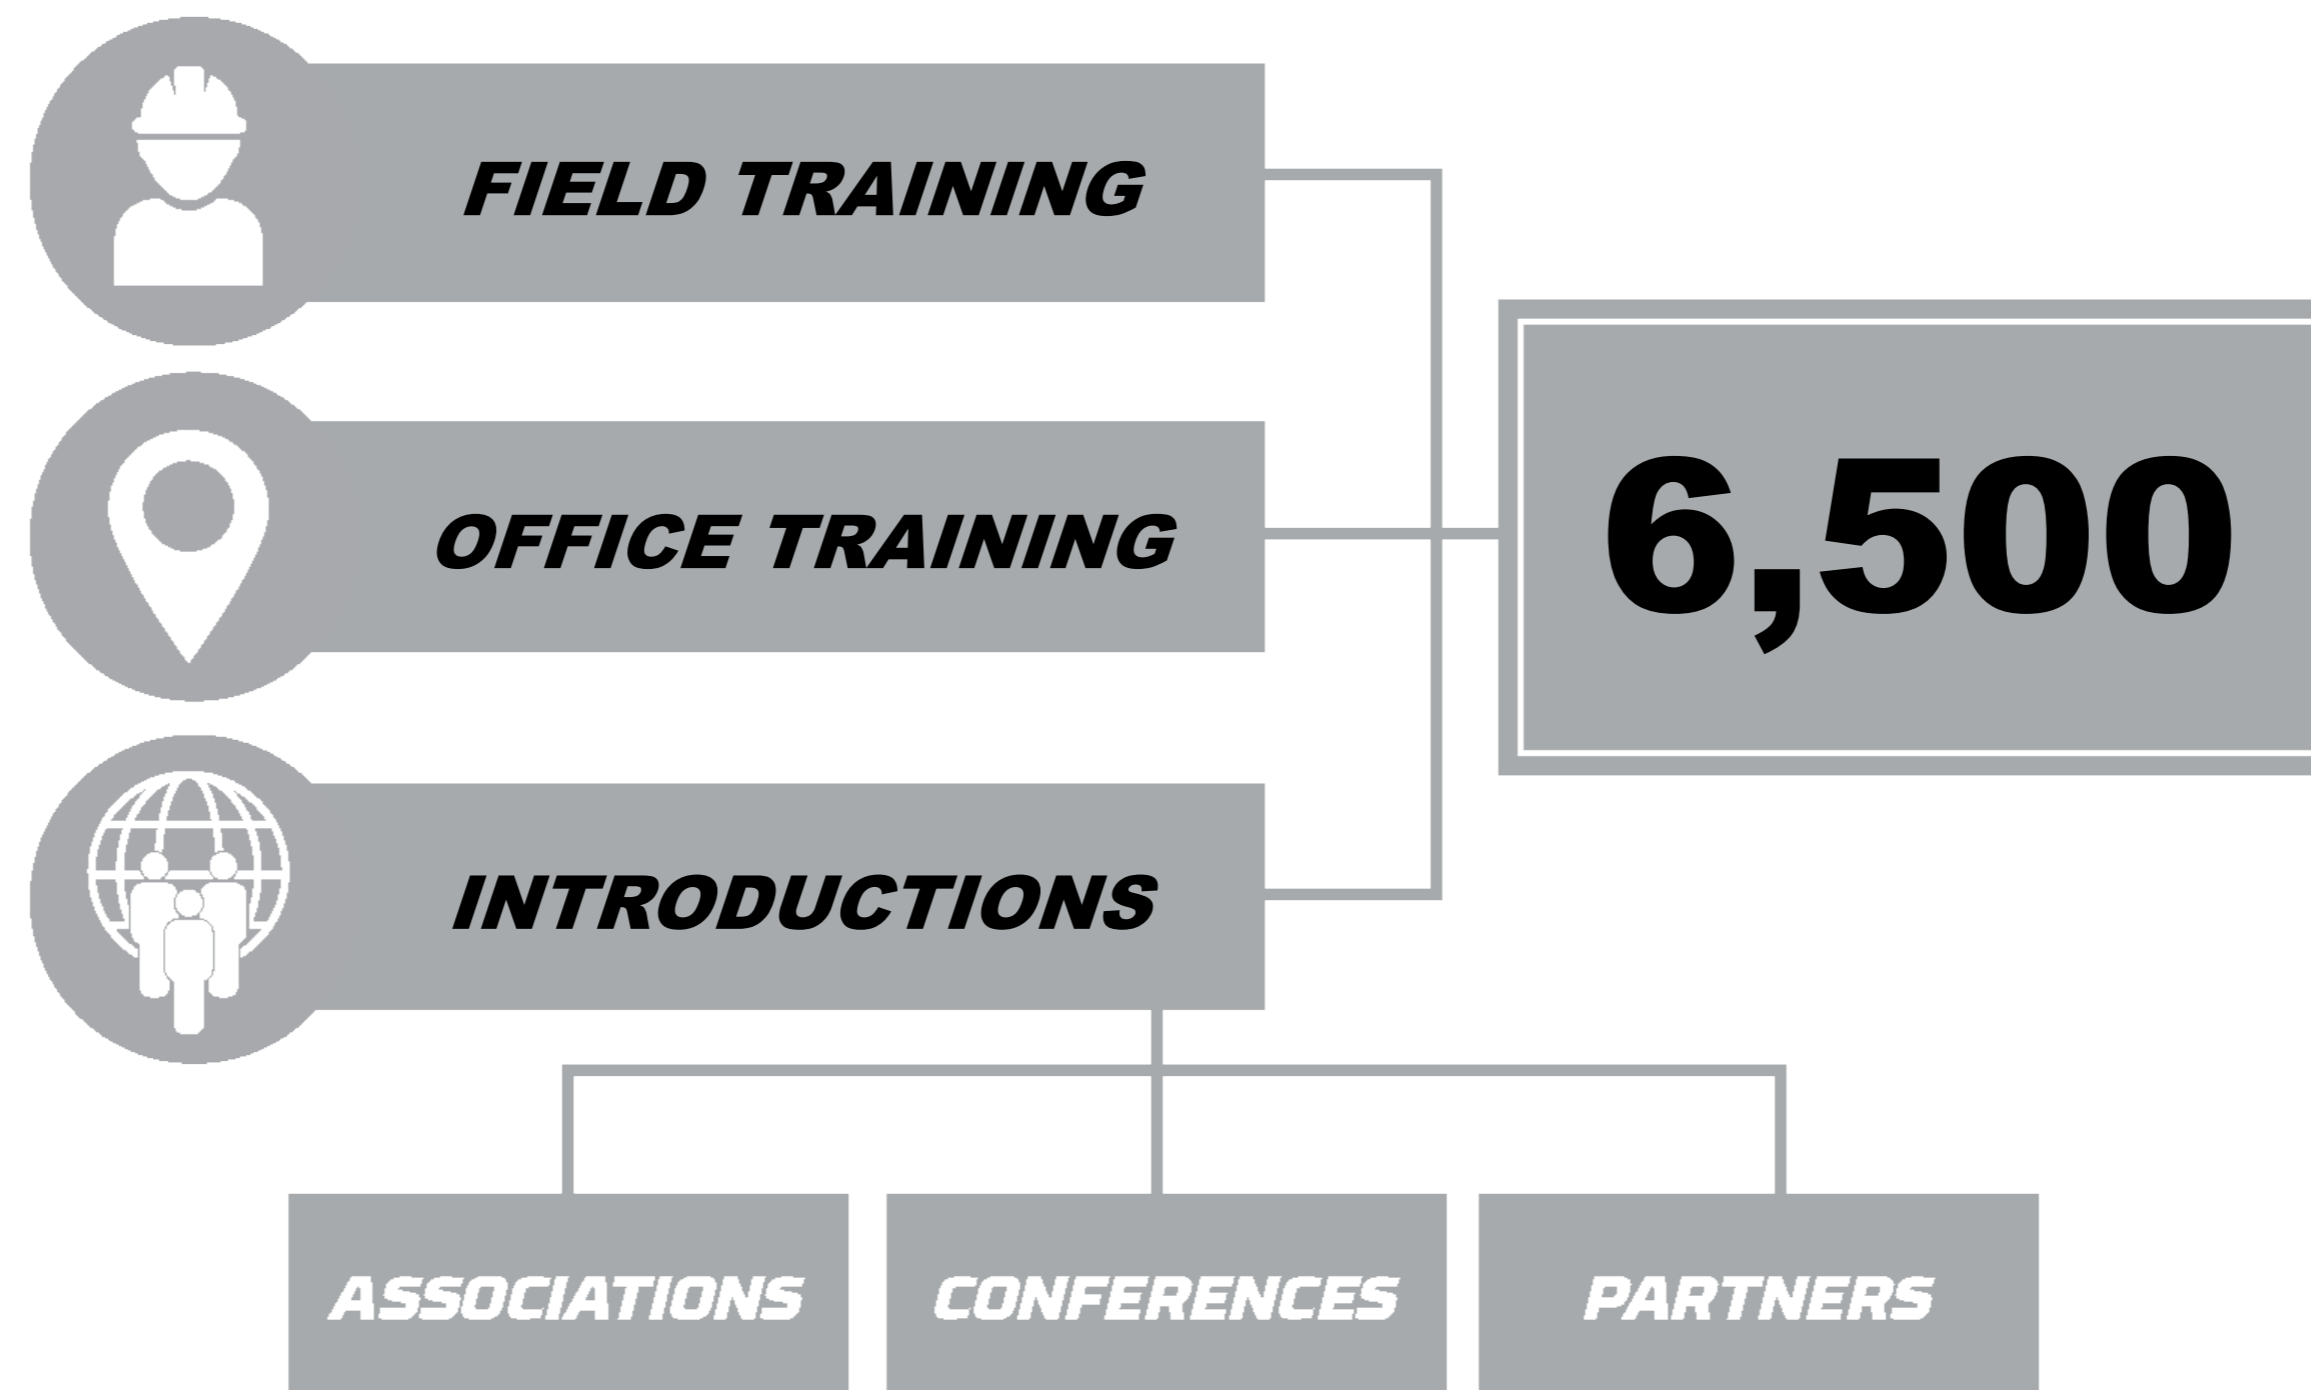 FIELD TRAINING
OFFICE TRAINING
6,500
INTRODUCTIONS
ASSOCIATIONS
CONFERENCES
PARTNERS